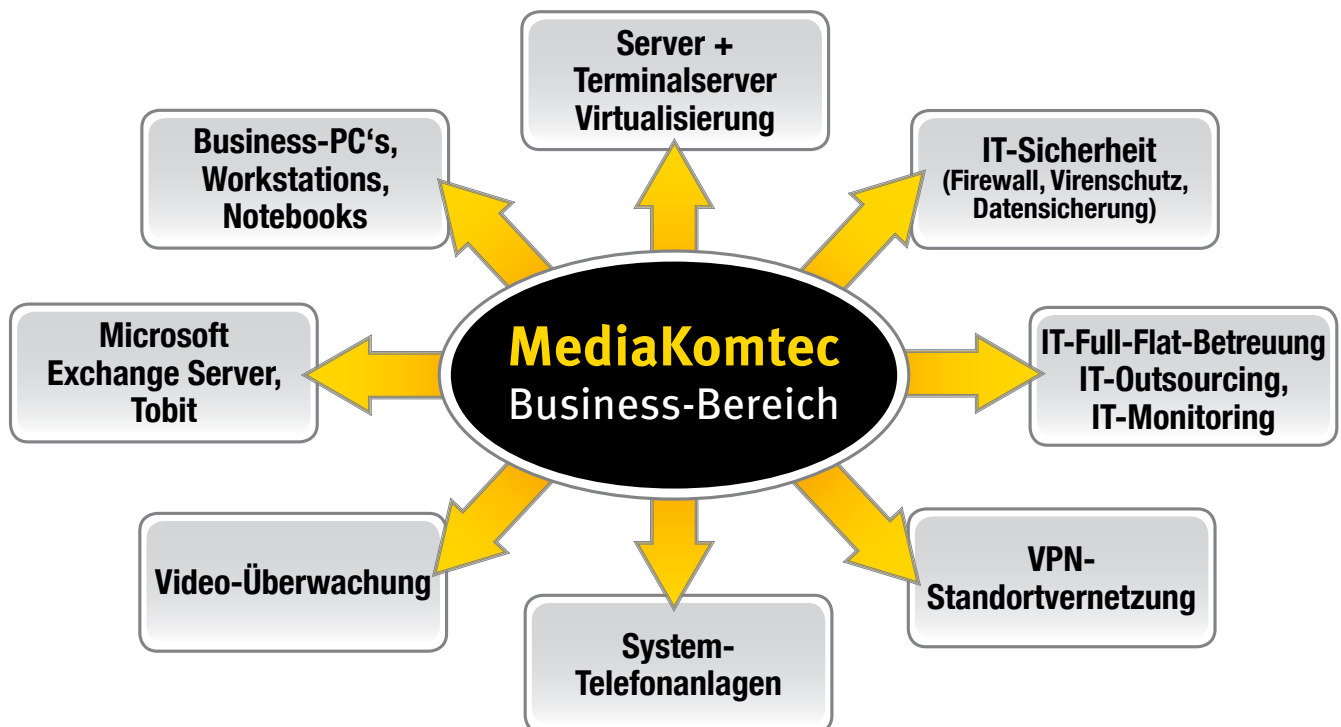 Server +
Terminalserver
Virtualisierung
Business-PC‘s,
Workstations,
Notebooks
IT-Sicherheit
(Firewall, Virenschutz,
Datensicherung)
Microsoft
Exchange Server,
Tobit
MediaKomtec
Business-Bereich
IT-Full-Flat-Betreuung
IT-Outsourcing,
IT-Monitoring
Video-Überwachung
System-
Telefonanlagen
VPN-
Standortvernetzung